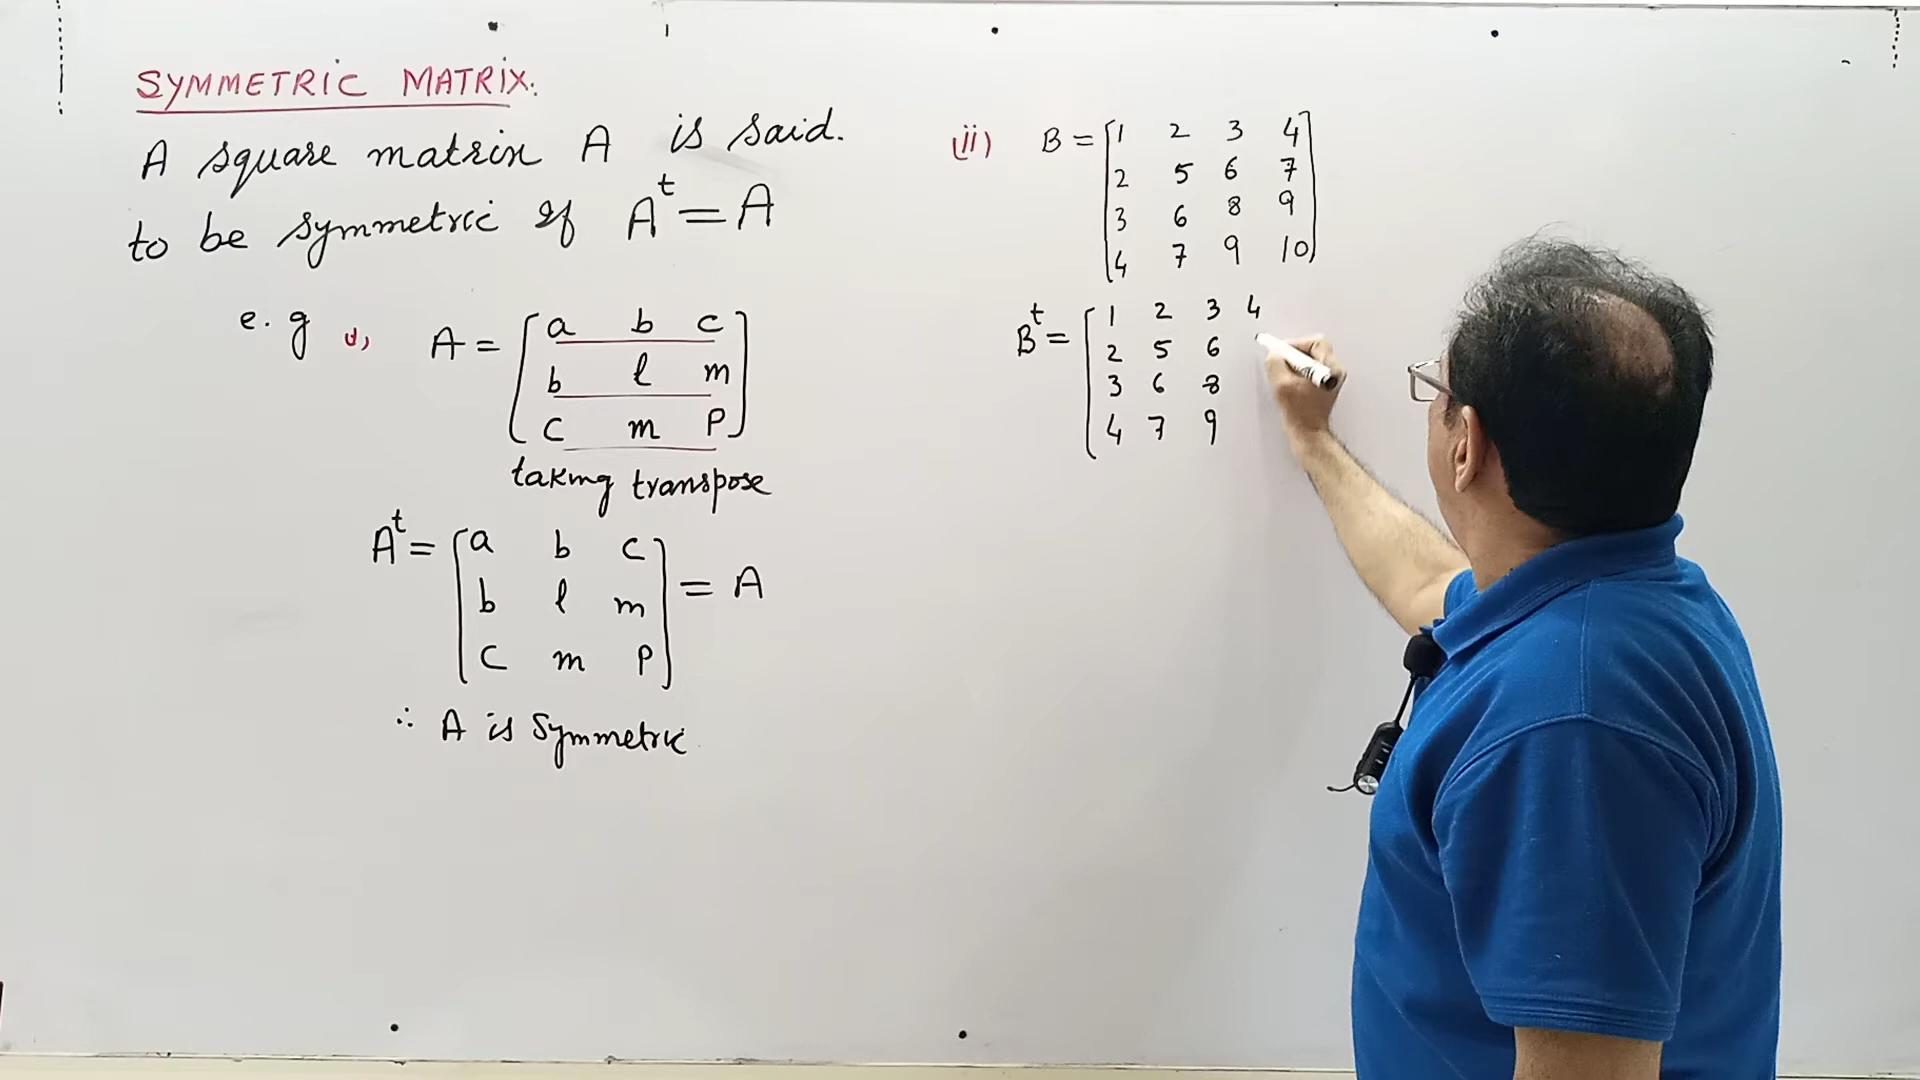 SYMMETRIC MATRIX.
A square matrix A is said.
to be symmetric if A^t = A
e.g (i) A = [a b c
b l m
c m p]
taking transpose
A^t = [a b c
b l m
c m p] = A
∴ A is symmetric
(ii) B = [1 2 3 4
2 5 6 7
3 6 8 9
4 7 9 10]
B^t = [1 2 3 4
2 5 6
3 6 8
4 7 9